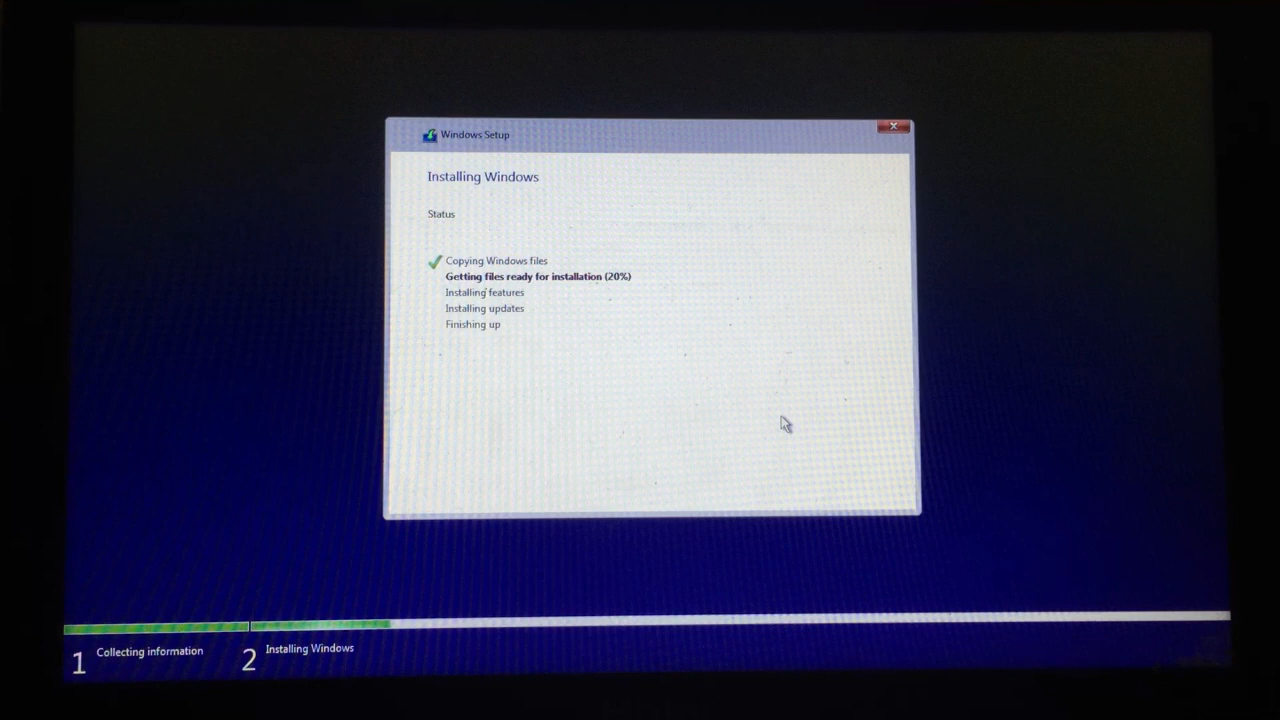 Windows Setup
Installing Windows
Status
Copying Windows files
Getting files ready for installation (20%)
Installing features
Installing updates
Finishing up
1 Collecting information
2 Installing Windows